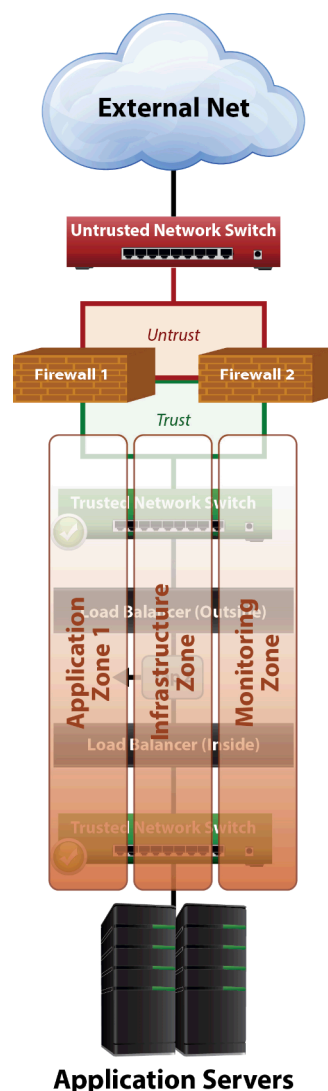 External Net
Untrusted Network Switch
Untrust
Firewall 1
Firewall 2
Trust
Trusted Network Switch
Load Balancer (Outside)
Application
Zone 1
Infrastructure
Zone
Monitoring
Zone
Load Balancer (Inside)
Trusted Network Switch
Application Servers